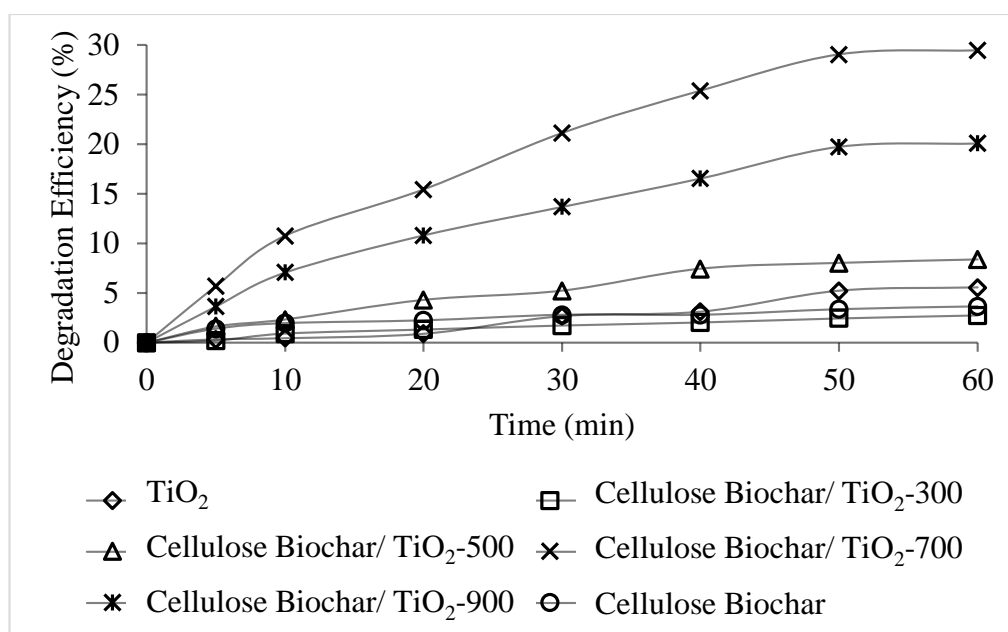 Degradation Efficiency (%)
30
25
20
15
10
5
0
0 10 20 30 40 50 60
Time (min)
TiO₂ Cellulose Biochar/ TiO₂-300
Cellulose Biochar/ TiO₂-500 Cellulose Biochar/ TiO₂-700
Cellulose Biochar/ TiO₂-900 Cellulose Biochar